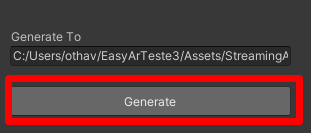 Generate To
C:/Users/othav/EasyArTeste3/Assets/StreamingA
Generate